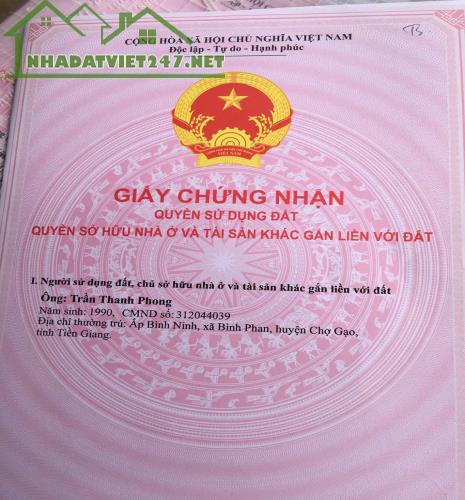 CỘNG HÒA XÃ HỘI CHỦ NGHĨA VIỆT NAM
Độc lập - Tự do - Hạnh phúc
NHADATVIET247.NET
VIỆT NAM
GIẤY CHỨNG NHẬN
QUYỀN SỬ DỤNG ĐẤT
QUYỀN SỞ HỮU NHÀ Ở VÀ TÀI SẢN KHÁC GẮN LIỀN VỚI ĐẤT
I. Người sử dụng đất, chủ sở hữu nhà ở và tài sản khác gắn liền với đất
Ông: Trần Thanh Phong
Năm sinh: 1990, CMND số: 312044039
Địa chỉ thường trú: Ấp Bình Ninh, xã Bình Phan, huyện Chợ Gạo,
tỉnh Tiền Giang.